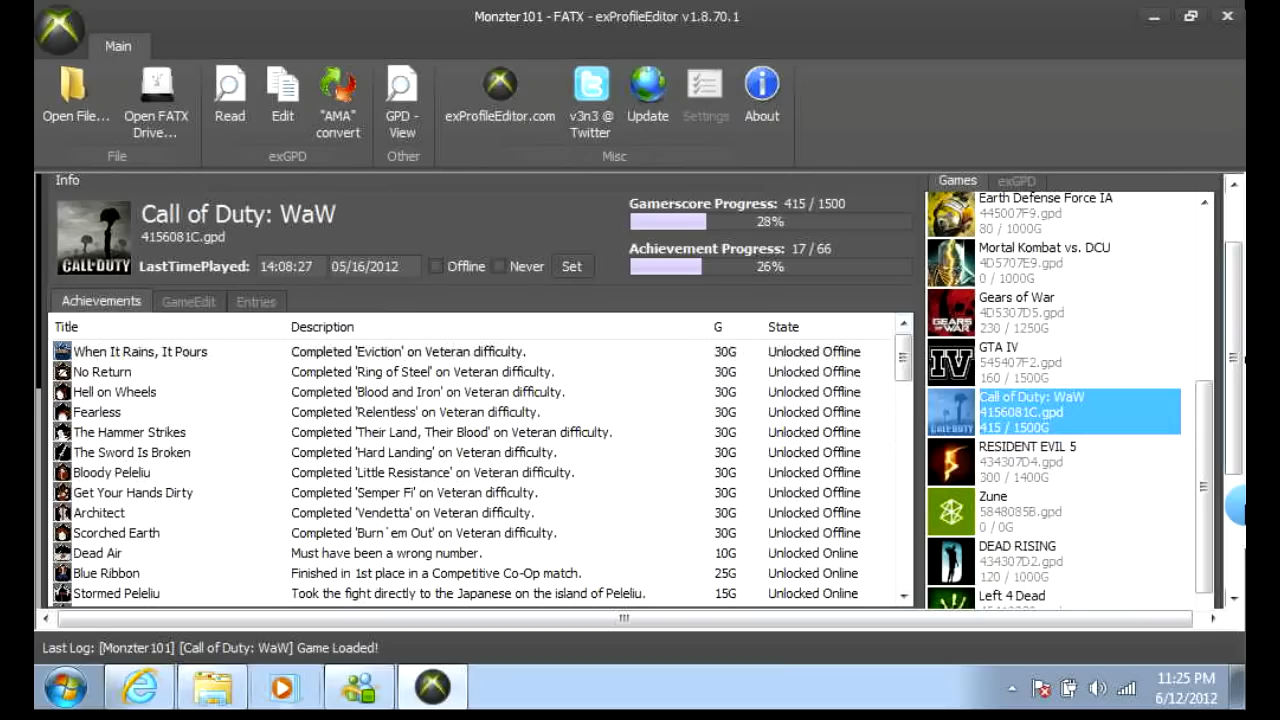 Monzter101 - FATX - exProfileEditor v1.8.70.1
Main
Open File...
Open FATX Drive...
File
Read
Edit
"AMA" convert
exGPD
GPD - View
Other
exProfileEditor.com
v3n3 @ Twitter
Update
Settings
About
Misc
Info
Call of Duty: WaW
4156081C.gpd
LastTimePlayed: 14:08:27 05/16/2012 Offline Never Set
Gamerscore Progress: 415 / 1500
28%
Achievement Progress: 17 / 66
26%
CALL OF DUTY
Achievements GameEdit Entries
Title Description G State
When It Rains, It Pours Completed 'Eviction' on Veteran difficulty. 30G Unlocked Offline
No Return Completed 'Ring of Steel' on Veteran difficulty. 30G Unlocked Offline
Hell on Wheels Completed 'Blood and Iron' on Veteran difficulty. 30G Unlocked Offline
Fearless Completed 'Relentless' on Veteran difficulty. 30G Unlocked Offline
The Hammer Strikes Completed 'Their Land, Their Blood' on Veteran difficulty. 30G Unlocked Offline
The Sword Is Broken Completed 'Hard Landing' on Veteran difficulty. 30G Unlocked Offline
Bloody Peleliu Completed 'Little Resistance' on Veteran difficulty. 30G Unlocked Offline
Get Your Hands Dirty Completed 'Semper Fi' on Veteran difficulty. 30G Unlocked Offline
Architect Completed 'Vendetta' on Veteran difficulty. 30G Unlocked Offline
Scorched Earth Completed 'Burn`em Out' on Veteran difficulty. 30G Unlocked Offline
Dead Air Must have been a wrong number. 10G Unlocked Online
Blue Ribbon Finished in 1st place in a Competitive Co-Op match. 25G Unlocked Online
Stormed Peleliu Took the fight directly to the Japanese on the island of Peleliu. 15G Unlocked Online
Games exGPD
Earth Defense Force IA
445007F9.gpd
80 / 1000G
Mortal Kombat vs. DCU
4D5707E9.gpd
0 / 1000G
GEARS OF WAR
Gears of War
4D5307D5.gpd
230 / 1250G
IV
GTA IV
545407F2.gpd
160 / 1500G
CALL OF DUTY
Call of Duty: WaW
4156081C.gpd
415 / 1500G
5
RESIDENT EVIL 5
434307D4.gpd
300 / 1400G
Zune
5848085B.gpd
0 / 0G
D
DEAD RISING
434307D2.gpd
120 / 1000G
Left 4 Dead
Last Log: [Monzter101] [Call of Duty: WaW] Game Loaded!
11:25 PM
6/12/2012